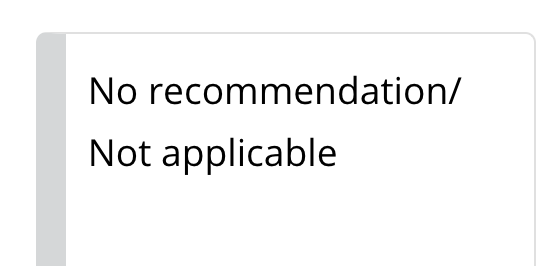 No recommendation/
Not applicable